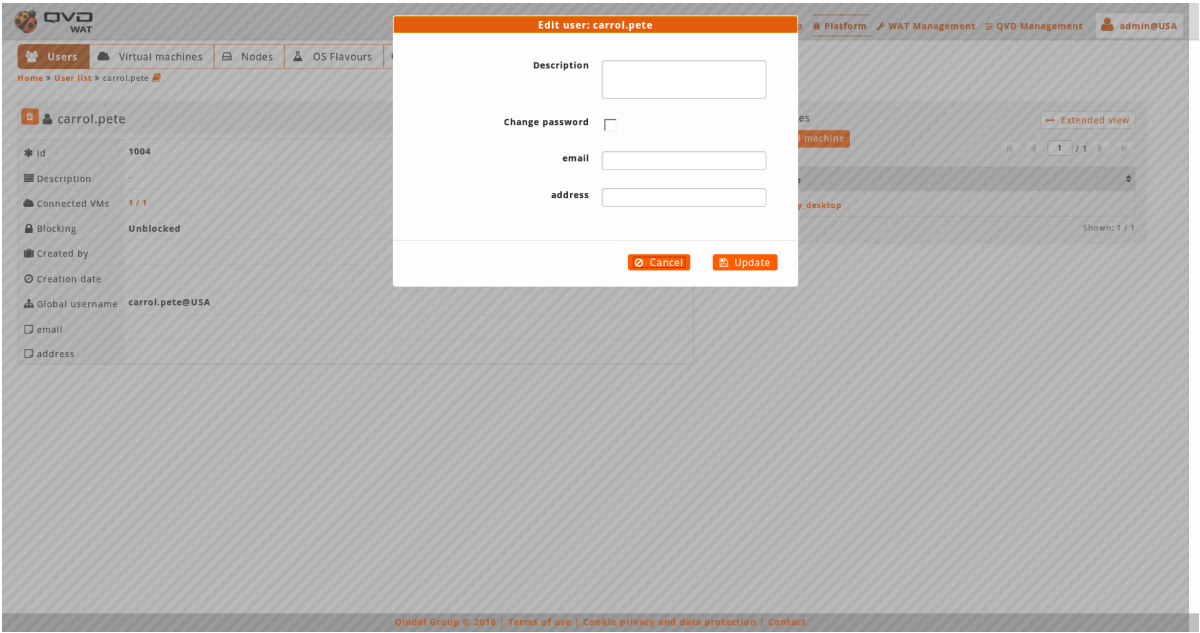 QVD
WAT
Edit user: carrol.pete
Platform
WAT Management
QVD Management
admin@USA
Users
Virtual machines
Nodes
OS Flavours
Home » User list » carrol.pete
Description
Change password
email
address
Cancel
Update
carrol.pete
Id 1004
Description -
Connected VMs 1 / 1
Blocking Unblocked
Created by
Creation date
Global username carrol.pete@USA
email
address
Extended view
machine
1 / 1
desktop
Shown: 1 / 1
Qindel Group © 2016 | Terms of use | Cookie privacy and data protection | Contact